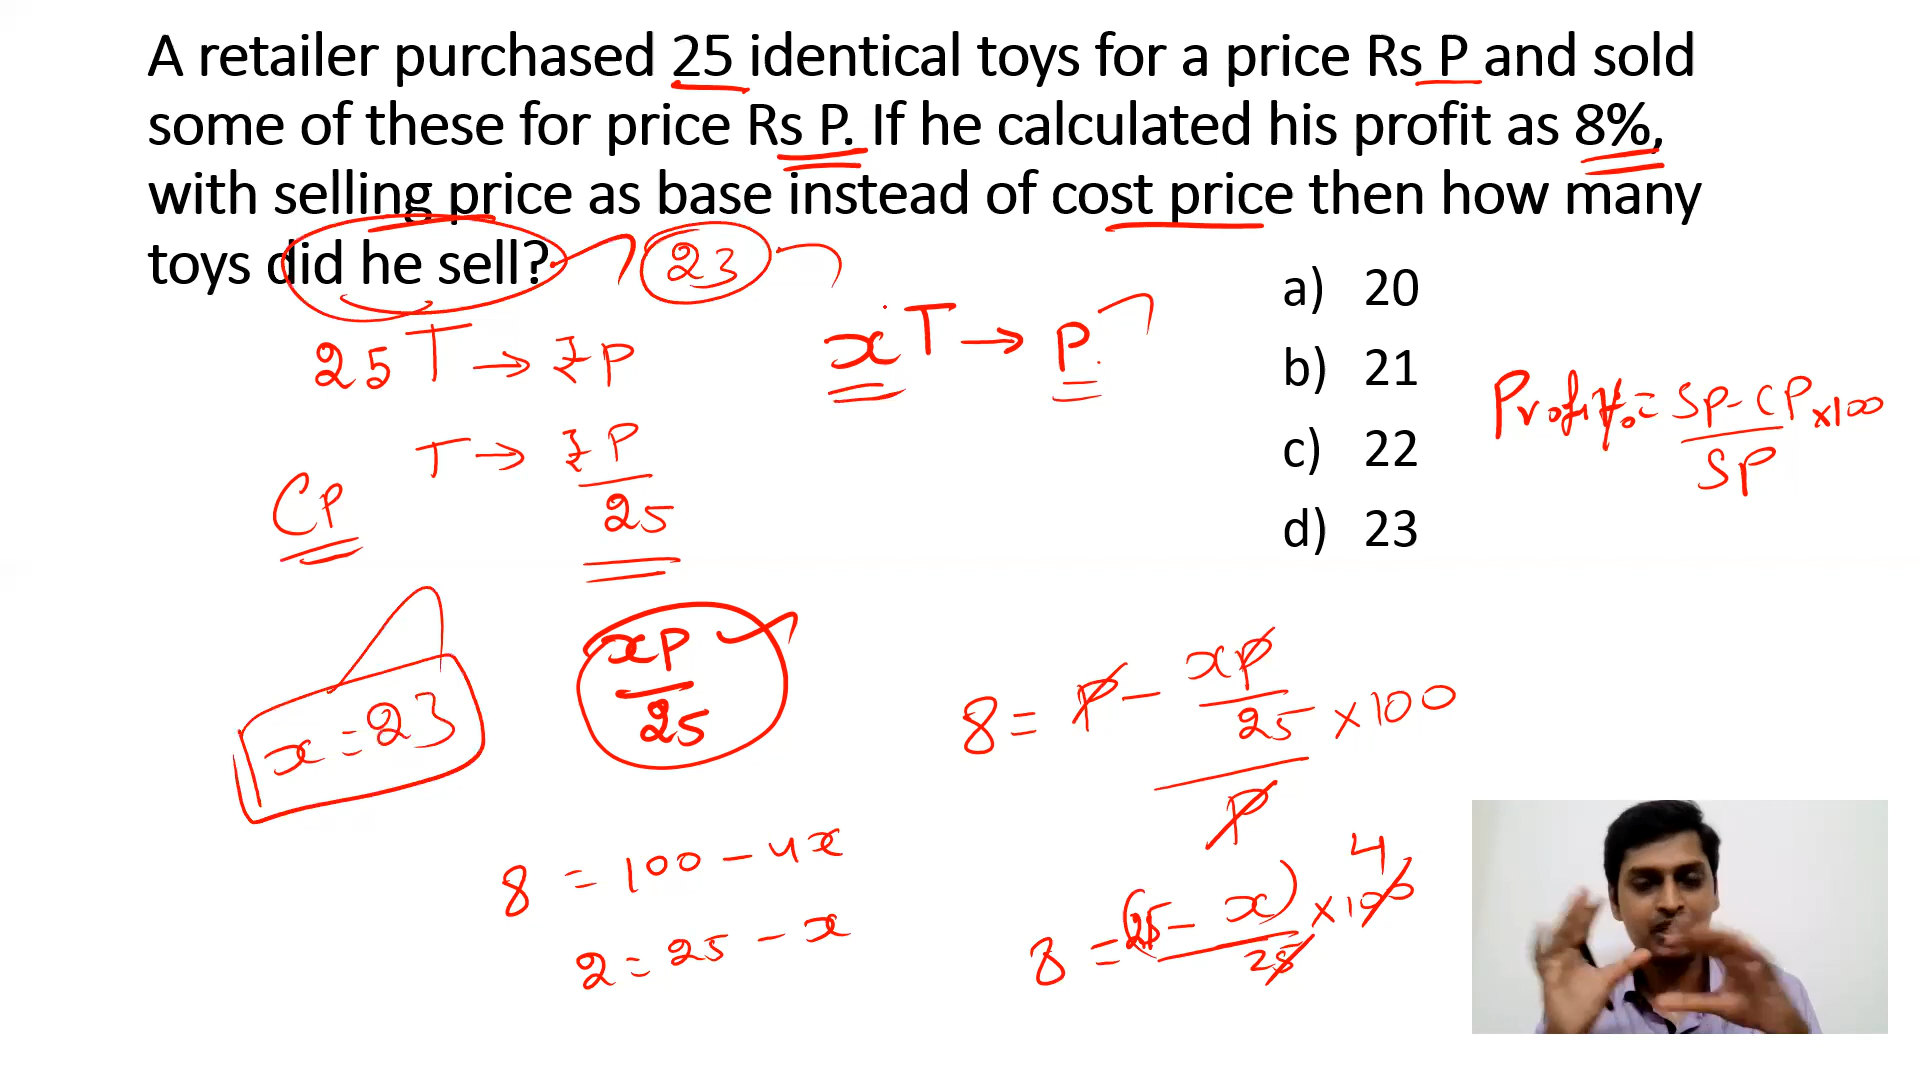 A retailer purchased 25 identical toys for a price Rs P and sold
some of these for price Rs P. If he calculated his profit as 8%,
with selling price as base instead of cost price then how many
toys did he sell?
23
a) 20
b) 21
c) 22
d) 23
25 T → ₹ P
T → ₹ P/25
CP
x T → P
Profit% = SP - CP/SP × 100
xP/25
x = 23
8 = P - xP/25/P × 100
8 = (25 - x)/25 × 100 4
8 = 100 - 4x
2 = 25 - x